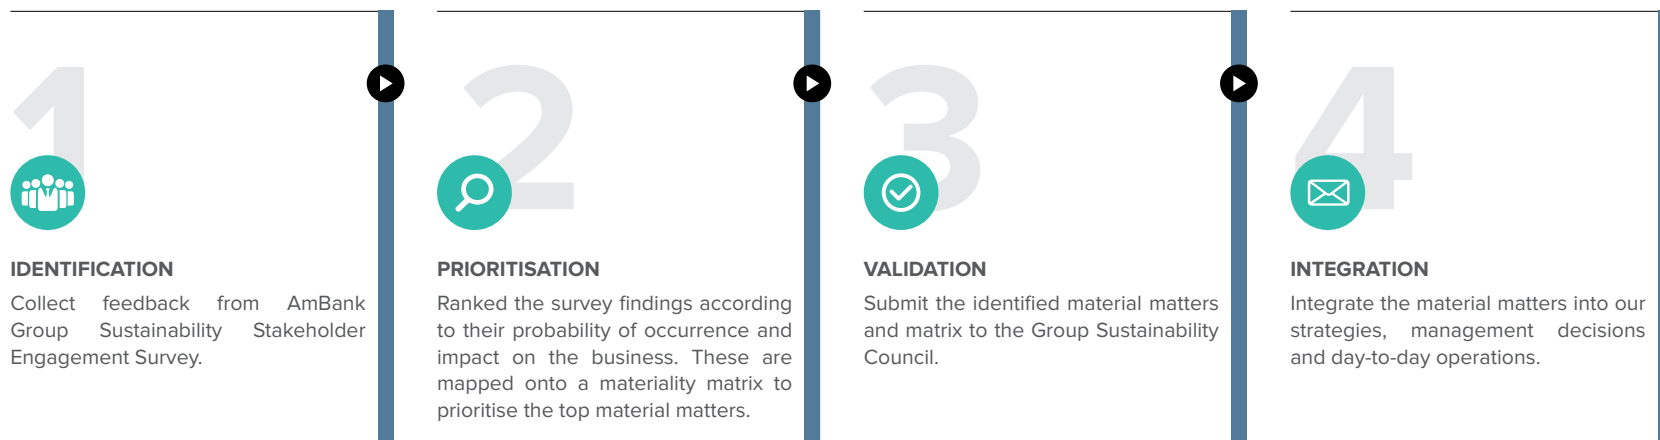 1
IDENTIFICATION
Collect feedback from AmBank
Group Sustainability Stakeholder
Engagement Survey.
2
PRIORITISATION
Ranked the survey findings according
to their probability of occurrence and
impact on the business. These are
mapped onto a materiality matrix to
prioritise the top material matters.
3
VALIDATION
Submit the identified material matters
and matrix to the Group Sustainability
Council.
4
INTEGRATION
Integrate the material matters into our
strategies, management decisions
and day-to-day operations.